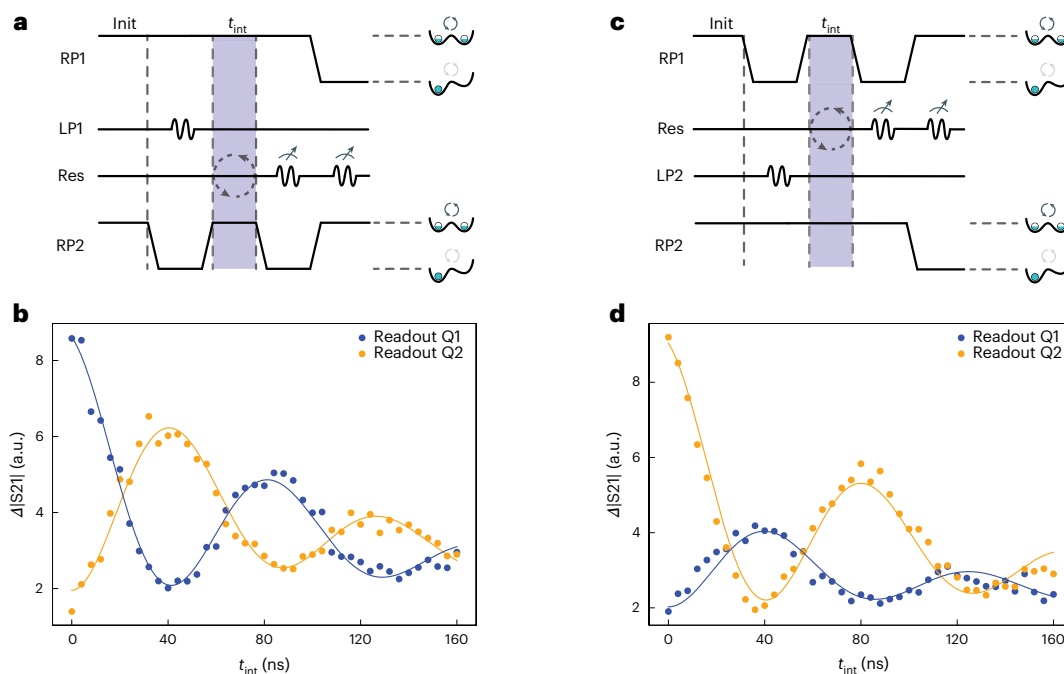 a
Init
t_int
RP1
LP1
Res
RP2
c
Init
t_int
RP1
Res
LP2
RP2
b
Readout Q1
Readout Q2
8
6
4
2
Δ|S21| (a.u.)
0
40
80
120
160
t_int (ns)
d
Readout Q1
Readout Q2
8
6
4
2
Δ|S21| (a.u.)
0
40
80
120
160
t_int (ns)